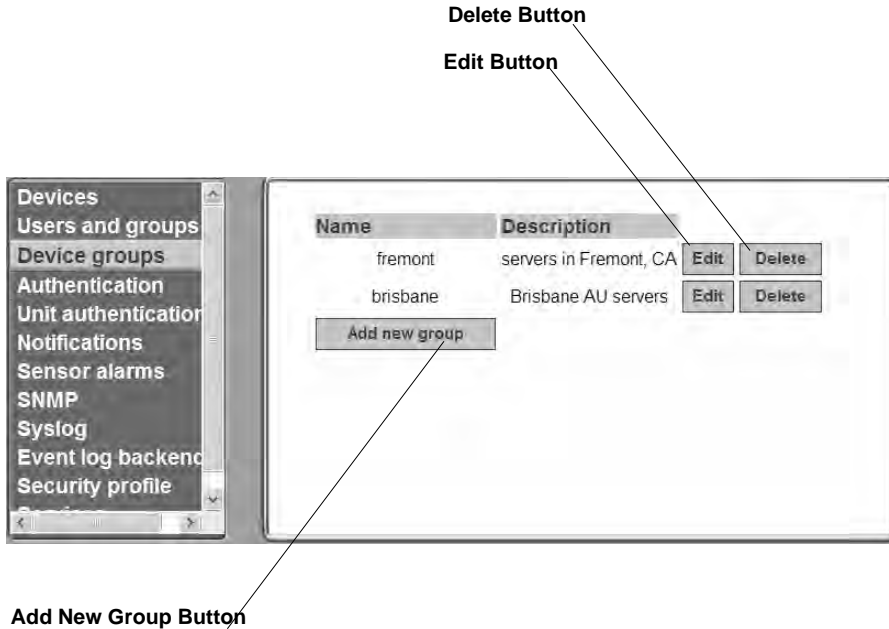 Delete Button
Edit Button
Devices
Users and groups
Device groups
Authentication
Unit authentication
Notifications
Sensor alarms
SNMP
Syslog
Event log backend
Security profile
Name Description
fremont servers in Fremont, CA Edit Delete
brisbane Brisbane AU servers Edit Delete
Add new group
Add New Group Button